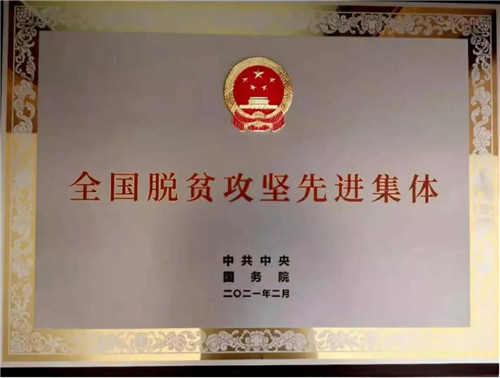 全国脱贫攻坚先进集体
中共中央
国务院
二〇二一年二月